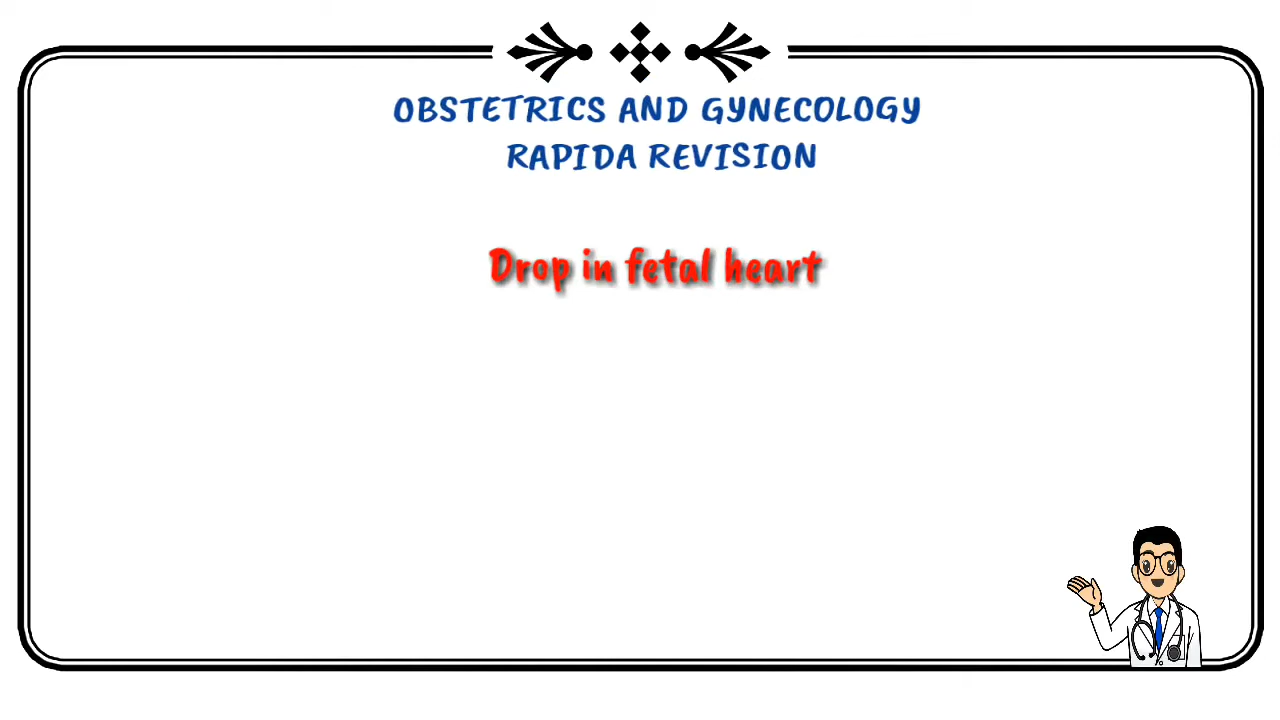 OBSTETRICS AND GYNECOLOGY
RAPIDA REVISION
Drop in fetal heart